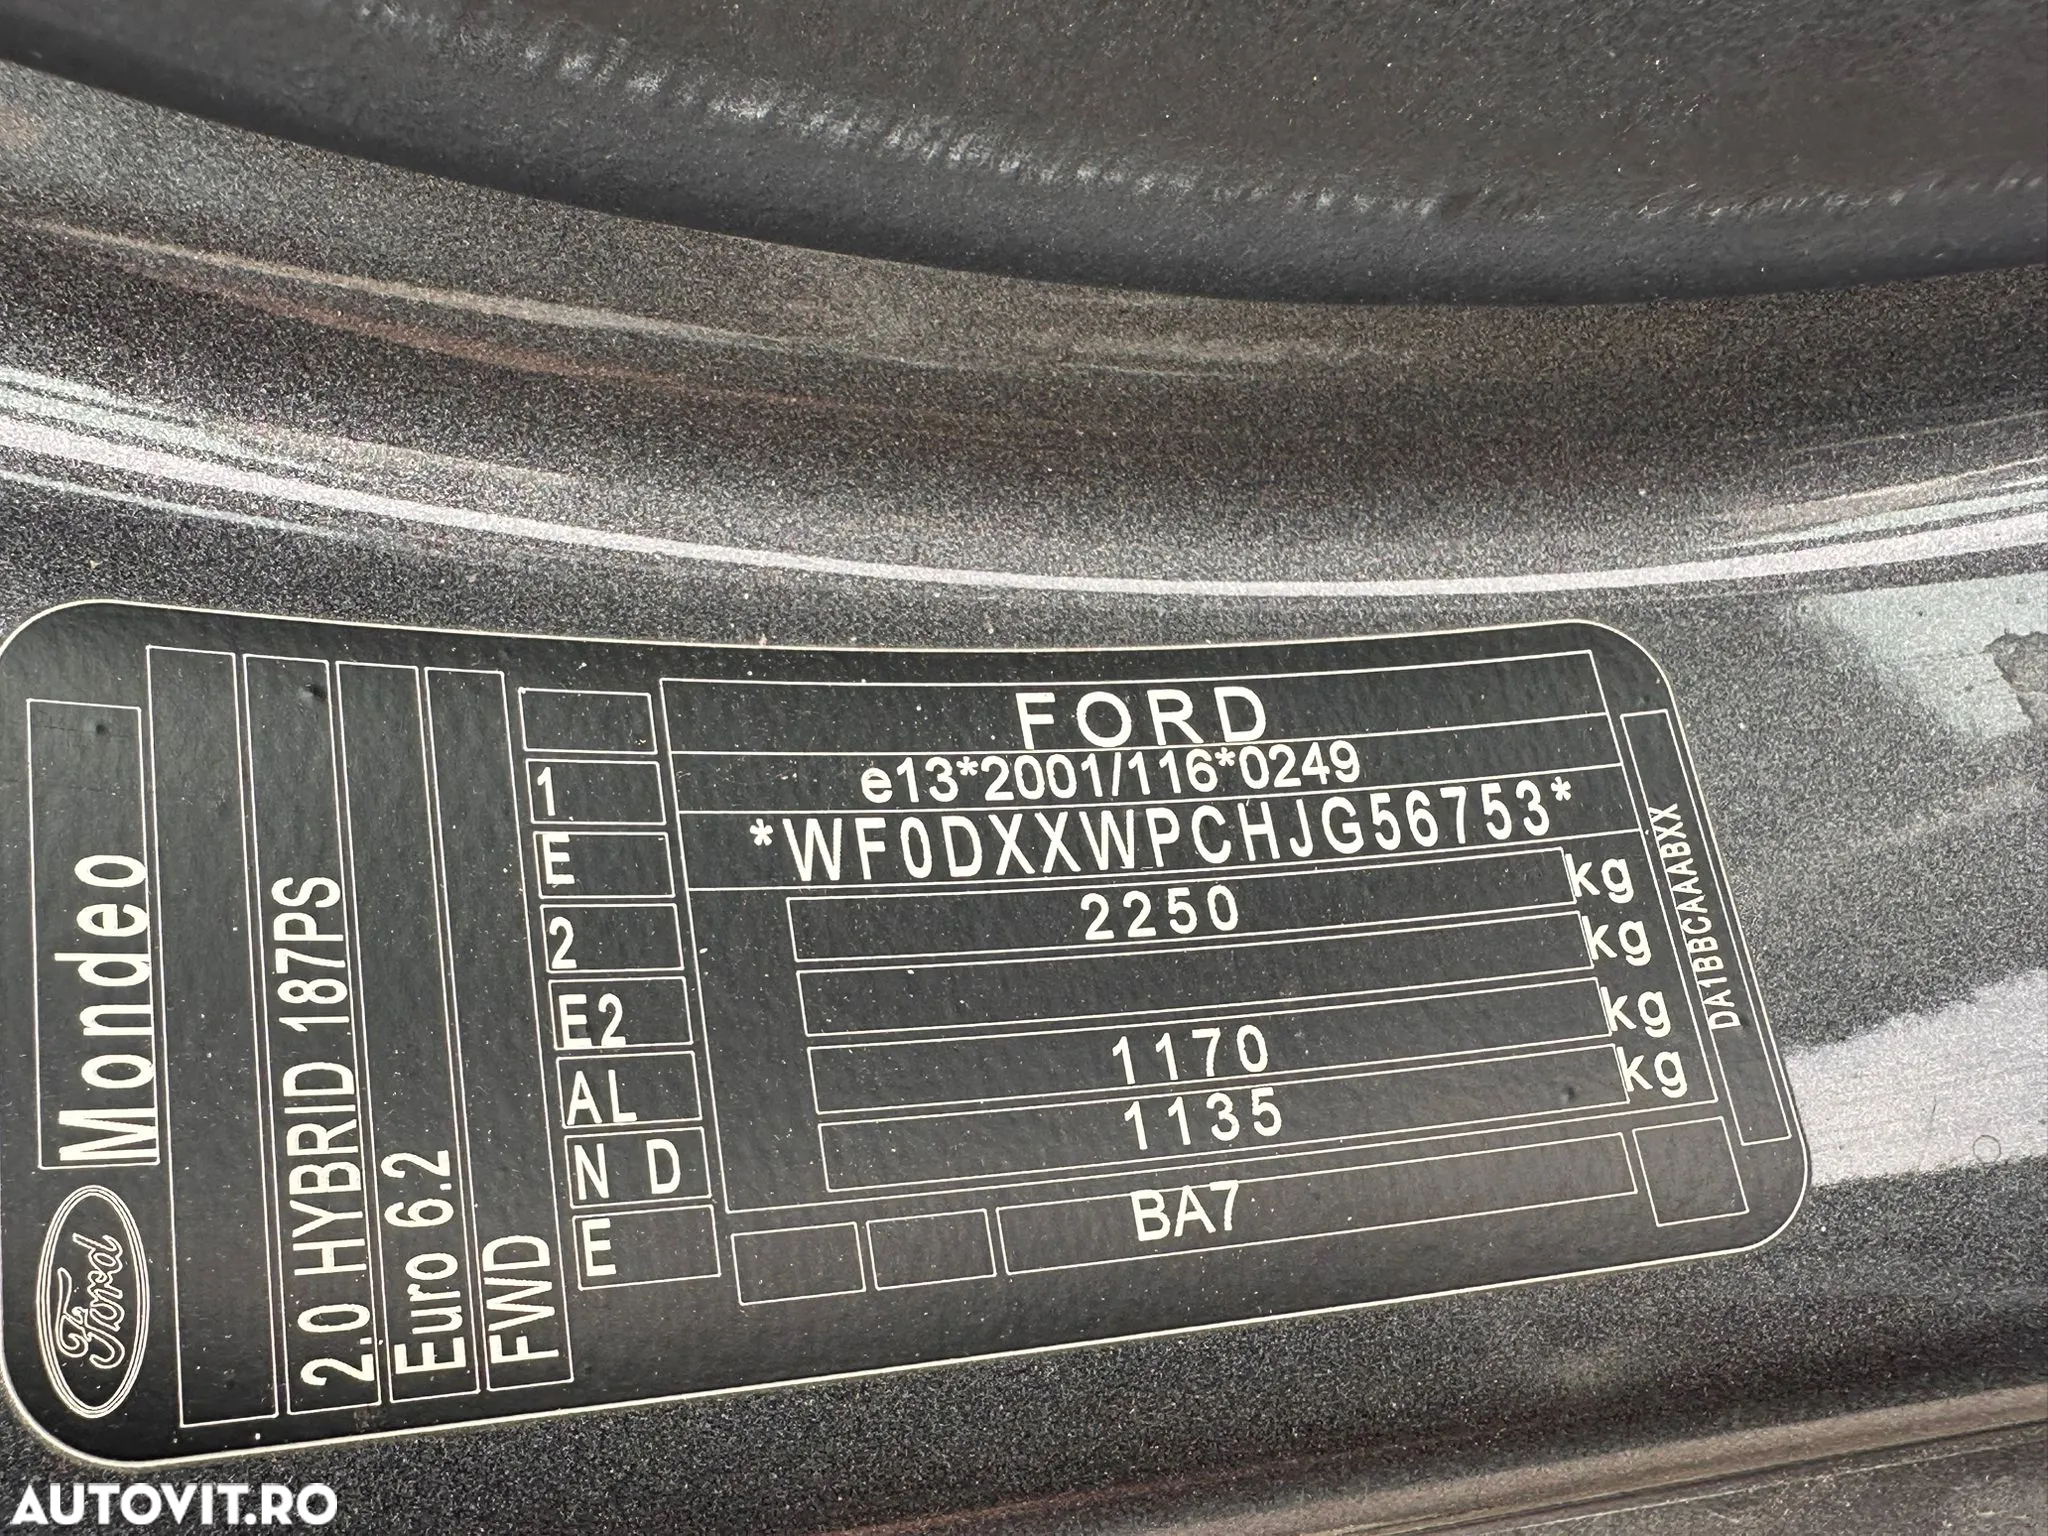 Ford
Mondeo
2.0 HYBRID 187PS
Euro 6.2
FWD
1
E
2
E2
AL
N D
E
FORD
e13*2001/116*0249
*WF0DXXWPCHJG56753*
2250 kg
kg
1170 kg
1135 kg
BA7
DA1BBCAAABXX
AUTOVIT.RO